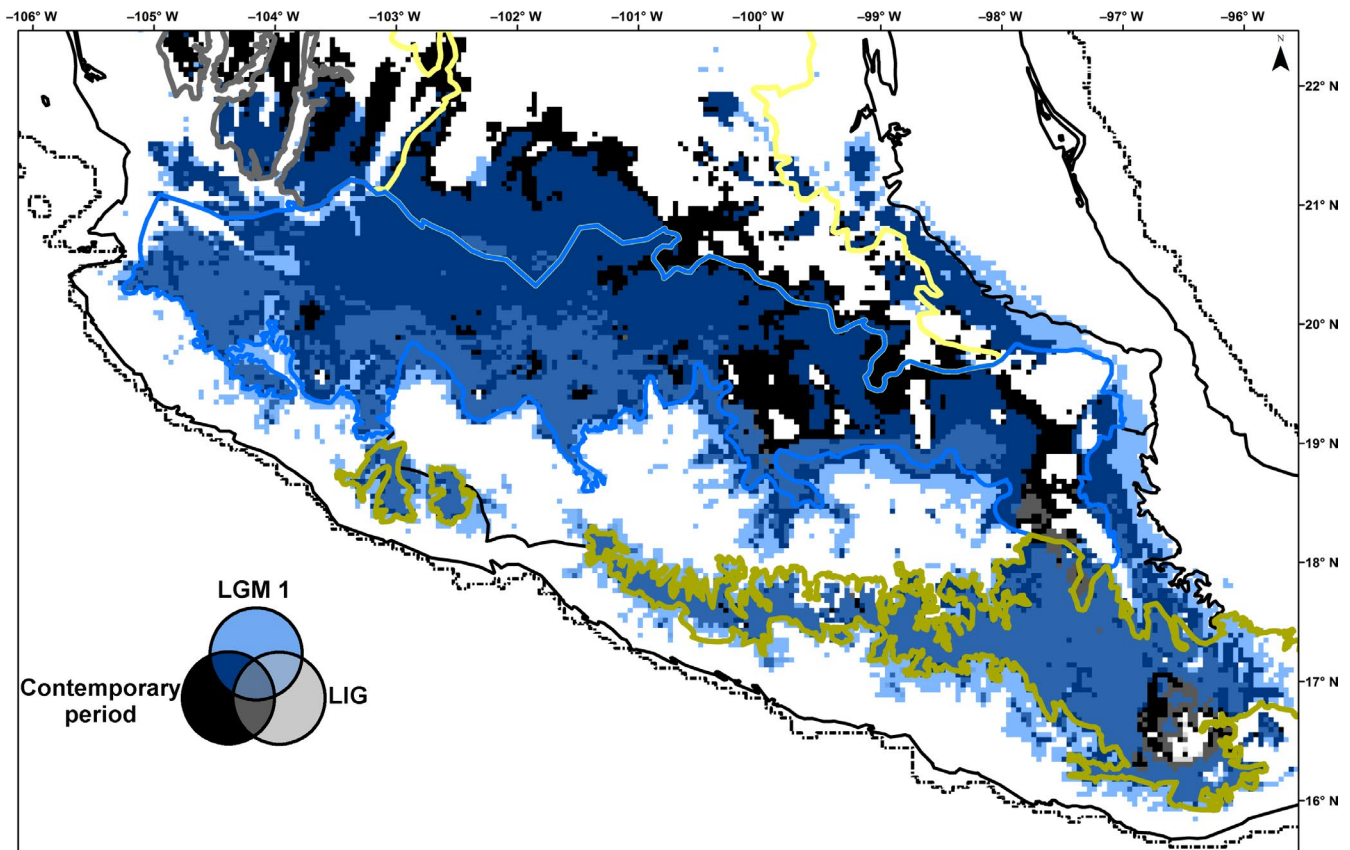 −106° W −105° W −104° W −103° W −102° W −101° W −100° W −99° W −98° W −97° W −96° W
N
22° N
21° N
20° N
19° N
18° N
17° N
16° N
LGM 1
Contemporary
period
LIG